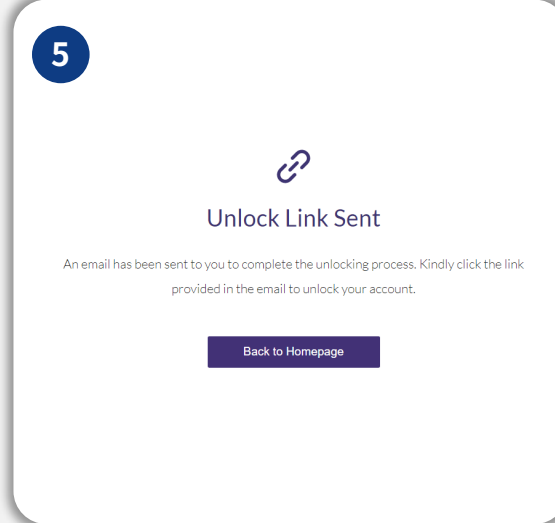 5
Unlock Link Sent
An email has been sent to you to complete the unlocking process. Kindly click the link
provided in the email to unlock your account.
Back to Homepage